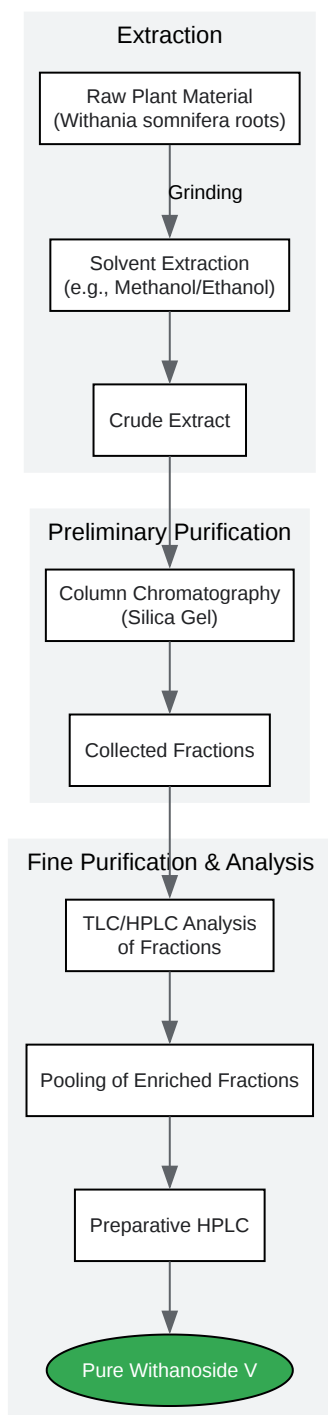 Extraction
Raw Plant Material
(Withania somnifera roots)
Grinding
Solvent Extraction
(e.g., Methanol/Ethanol)
Crude Extract
Preliminary Purification
Column Chromatography
(Silica Gel)
Collected Fractions
Fine Purification & Analysis
TLC/HPLC Analysis
of Fractions
Pooling of Enriched Fractions
Preparative HPLC
Pure Withanoside V